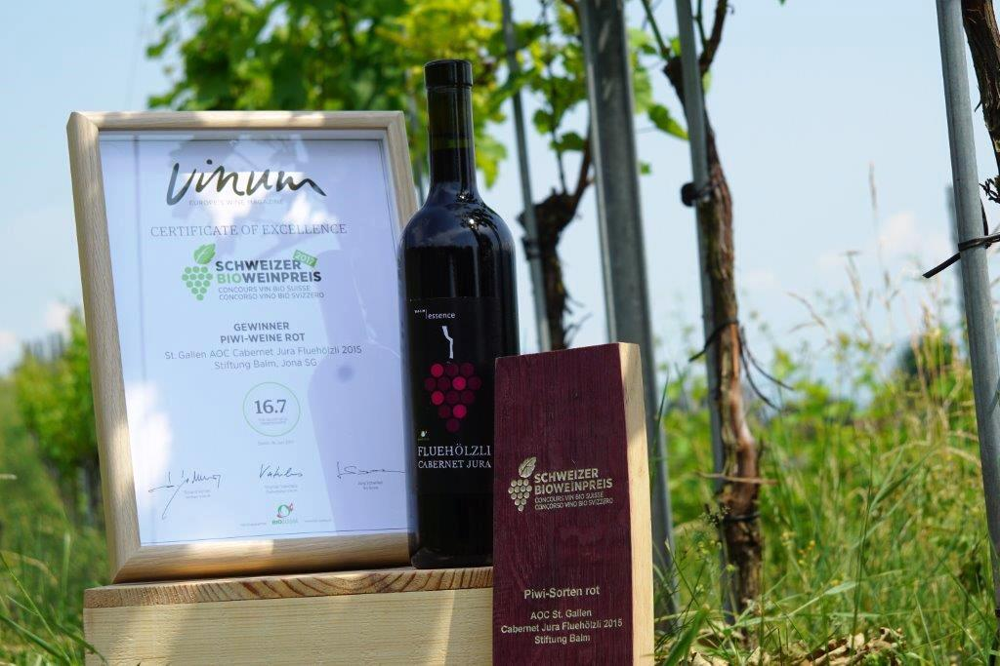 Vinum
EUROPE'S WINE MAGAZINE
CERTIFICATE OF EXCELLENCE
2017
SCHWEIZER
BIOWEINPREIS
CONCOURS VIN BIO SUISSE
CONCORSO VINO BIO SVIZZERO
GEWINNER
PIWI-WEINE ROT
St. Gallen AOC Cabernet Jura Fluehölzli 2015
Stiftung Balm, Jona SG
16.7
BIOSUISSE
essence
FLUEHÖLZLI
CABERNET JURA
SCHWEIZER
BIOWEINPREIS
CONCOURS VIN BIO SUISSE
CONCORSO VINO BIO SVIZZERO
Piwi-Sorten rot
AOC St. Gallen
Cabernet Jura Fluehölzli 2015
Stiftung Balm